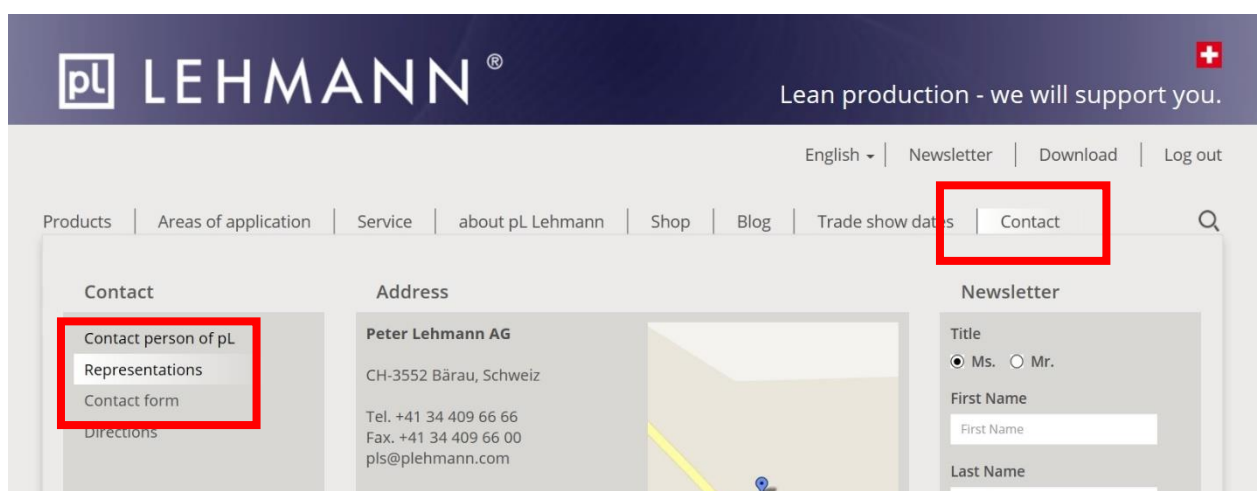 pL LEHMANN®
Lean production - we will support you.
English Newsletter Download Log out
Products Areas of application Service about pL Lehmann Shop Blog Trade show dates Contact
Contact
Contact person of pL
Representations
Contact form
Directions
Address
Peter Lehmann AG
CH-3552 Bärau, Schweiz
Tel. +41 34 409 66 66
Fax. +41 34 409 66 00
pls@plehmann.com
Newsletter
Title
Ms. Mr.
First Name
First Name
Last Name